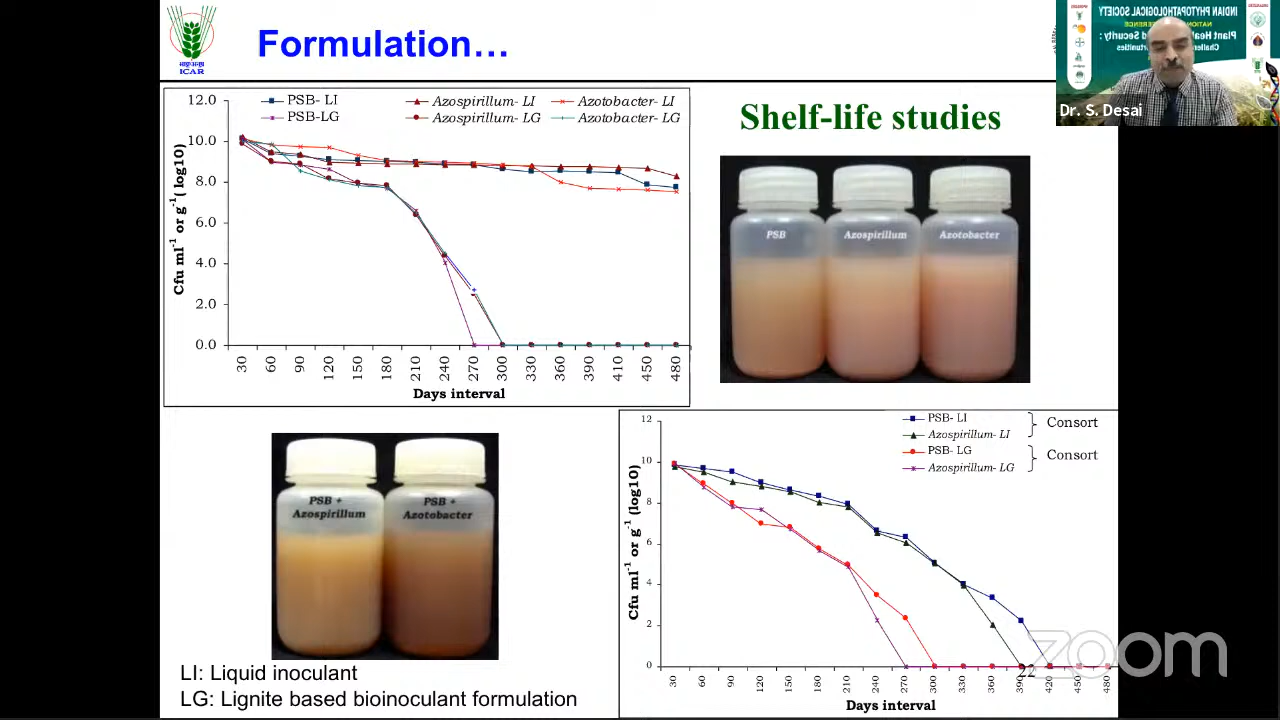 Formulation...
भाकृअनुप
ICAR
INDIAN PHYTOPATHOLOGICAL SOCIETY
Dr. S. Desai
12.0
10.0
8.0
6.0
4.0
2.0
0.0
Cfu ml-1 or g-1( log10)
PSB- LI
Azospirillum- LI
Azotobacter- LI
PSB-LG
Azospirillum- LG
Azotobacter- LG
30 60 90 120 150 180 210 240 270 300 330 360 390 410 450 480
Days interval
Shelf-life studies
PSB
Azospirillum
Azotobacter
PSB +
Azospirillum
PSB +
Azotobacter
12
10
8
6
4
2
0
Cfu ml-1 or g-1 (log10)
PSB- LI
Azospirillum- LI
Consort
PSB- LG
Azospirillum- LG
Consort
30 60 90 120 150 180 210 240 270 300 330 360 390 420 450 480
Days interval
22
zoom
LI: Liquid inoculant
LG: Lignite based bioinoculant formulation